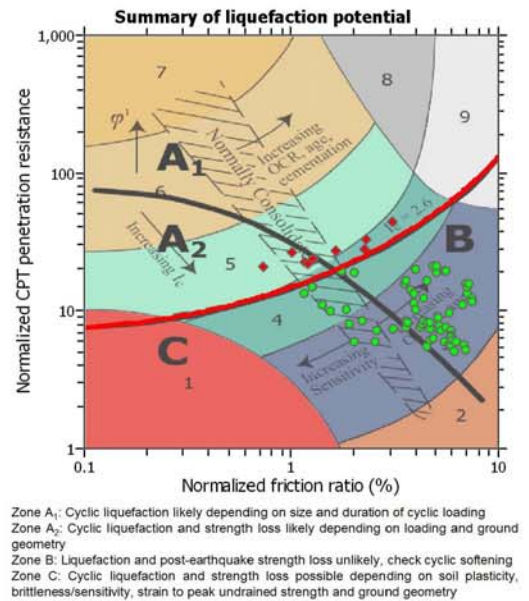 Summary of liquefaction potential
1,000
100
10
1
0.1
1
10
Normalized CPT penetration resistance
Normalized friction ratio (%)
7
8
9
φ'
A1
Normally Consolidated
Increasing
OCR, age,
cementation
6
A2
Increasing Ic
5
= 2.6
B
4
C
1
Increasing
Sensitivity
2
Zone A1: Cyclic liquefaction likely depending on size and duration of cyclic loading
Zone A2: Cyclic liquefaction and strength loss likely depending on loading and ground
geometry
Zone B: Liquefaction and post-earthquake strength loss unlikely, check cyclic softening
Zone C: Cyclic liquefaction and strength loss possible depending on soil plasticity,
brittleness/sensitivity, strain to peak undrained strength and ground geometry